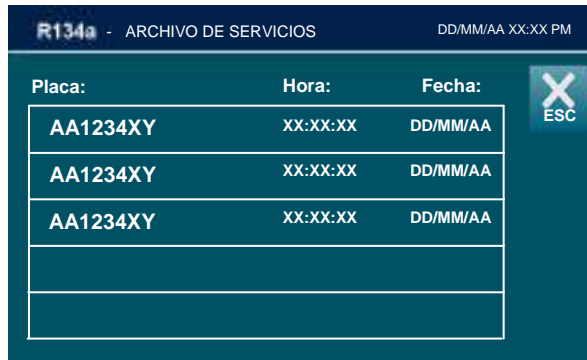 R134a - ARCHIVO DE SERVICIOS DD/MM/AA XX:XX PM
Placa: Hora: Fecha:
ESC
AA1234XY XX:XX:XX DD/MM/AA
AA1234XY XX:XX:XX DD/MM/AA
AA1234XY XX:XX:XX DD/MM/AA